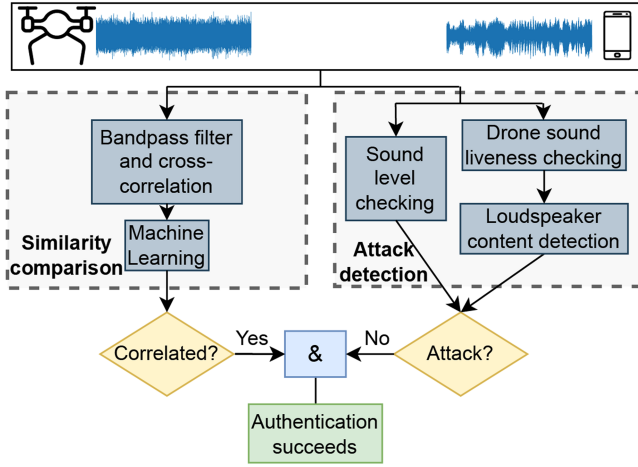 Bandpass filter
and cross-
correlation
Machine
Learning
Similarity
comparison
Sound
level
checking
Drone sound
liveness checking
Loudspeaker
content detection
Attack
detection
Correlated?
Yes
&
No
Attack?
Authentication
succeeds